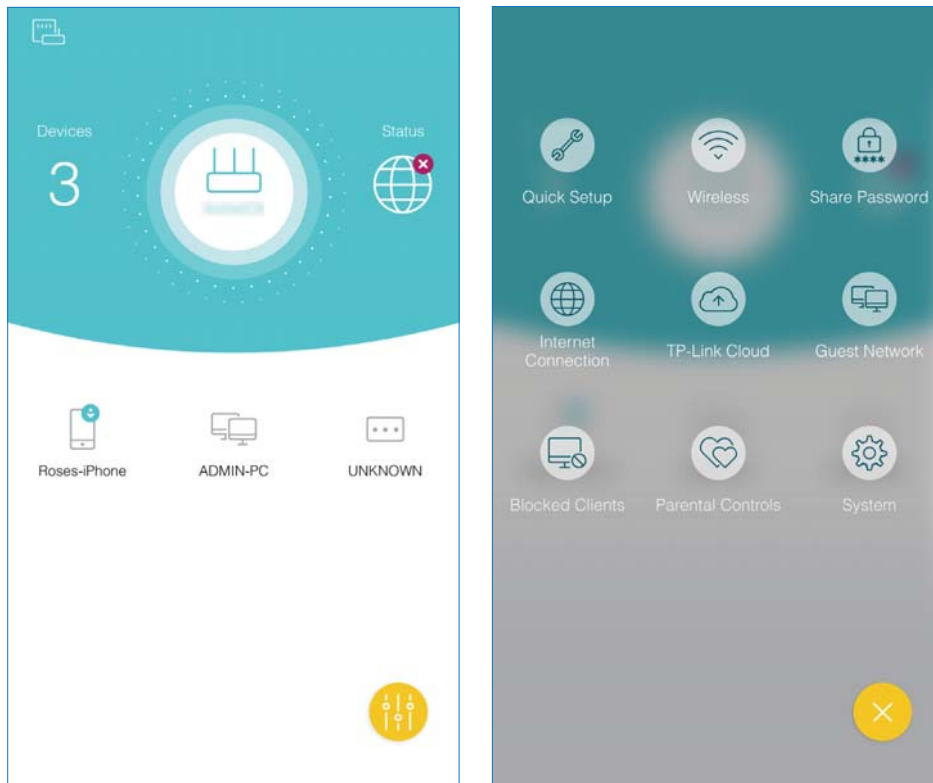 Devices
Status
3
Roses-iPhone
ADMIN-PC
UNKNOWN
Quick Setup
Wireless
****
Share Password
Internet
Connection
TP-Link Cloud
Guest Network
Blocked Clients
Parental Controls
System